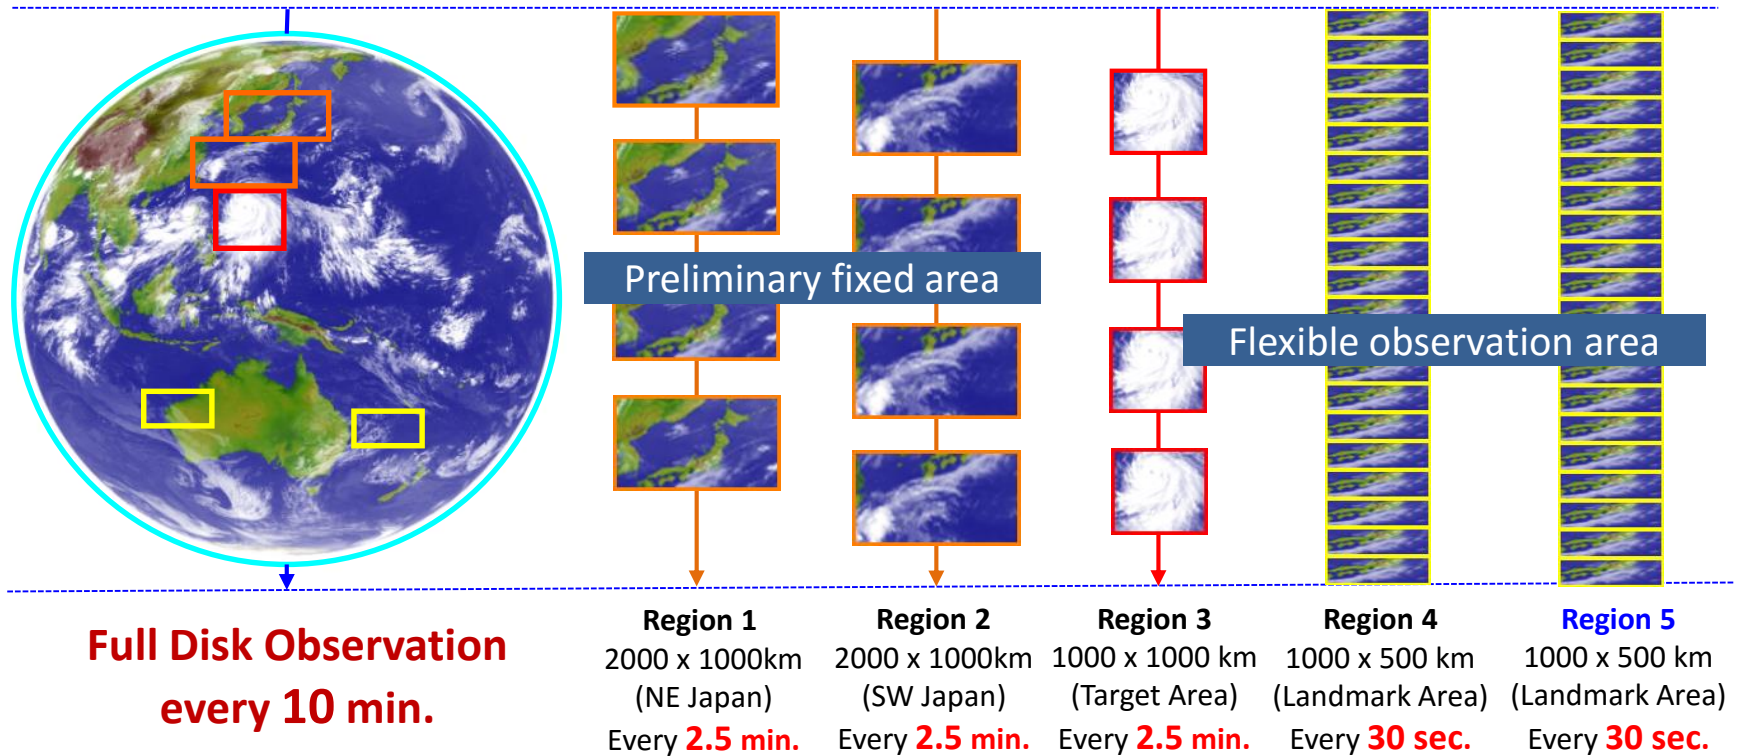 Preliminary fixed area
Flexible observation area
Full Disk Observation
every 10 min.
Region 1
2000 x 1000km
(NE Japan)
Every 2.5 min.
Region 2
2000 x 1000km
(SW Japan)
Every 2.5 min.
Region 3
1000 x 1000 km
(Target Area)
Every 2.5 min.
Region 4
1000 x 500 km
(Landmark Area)
Every 30 sec.
Region 5
1000 x 500 km
(Landmark Area)
Every 30 sec.